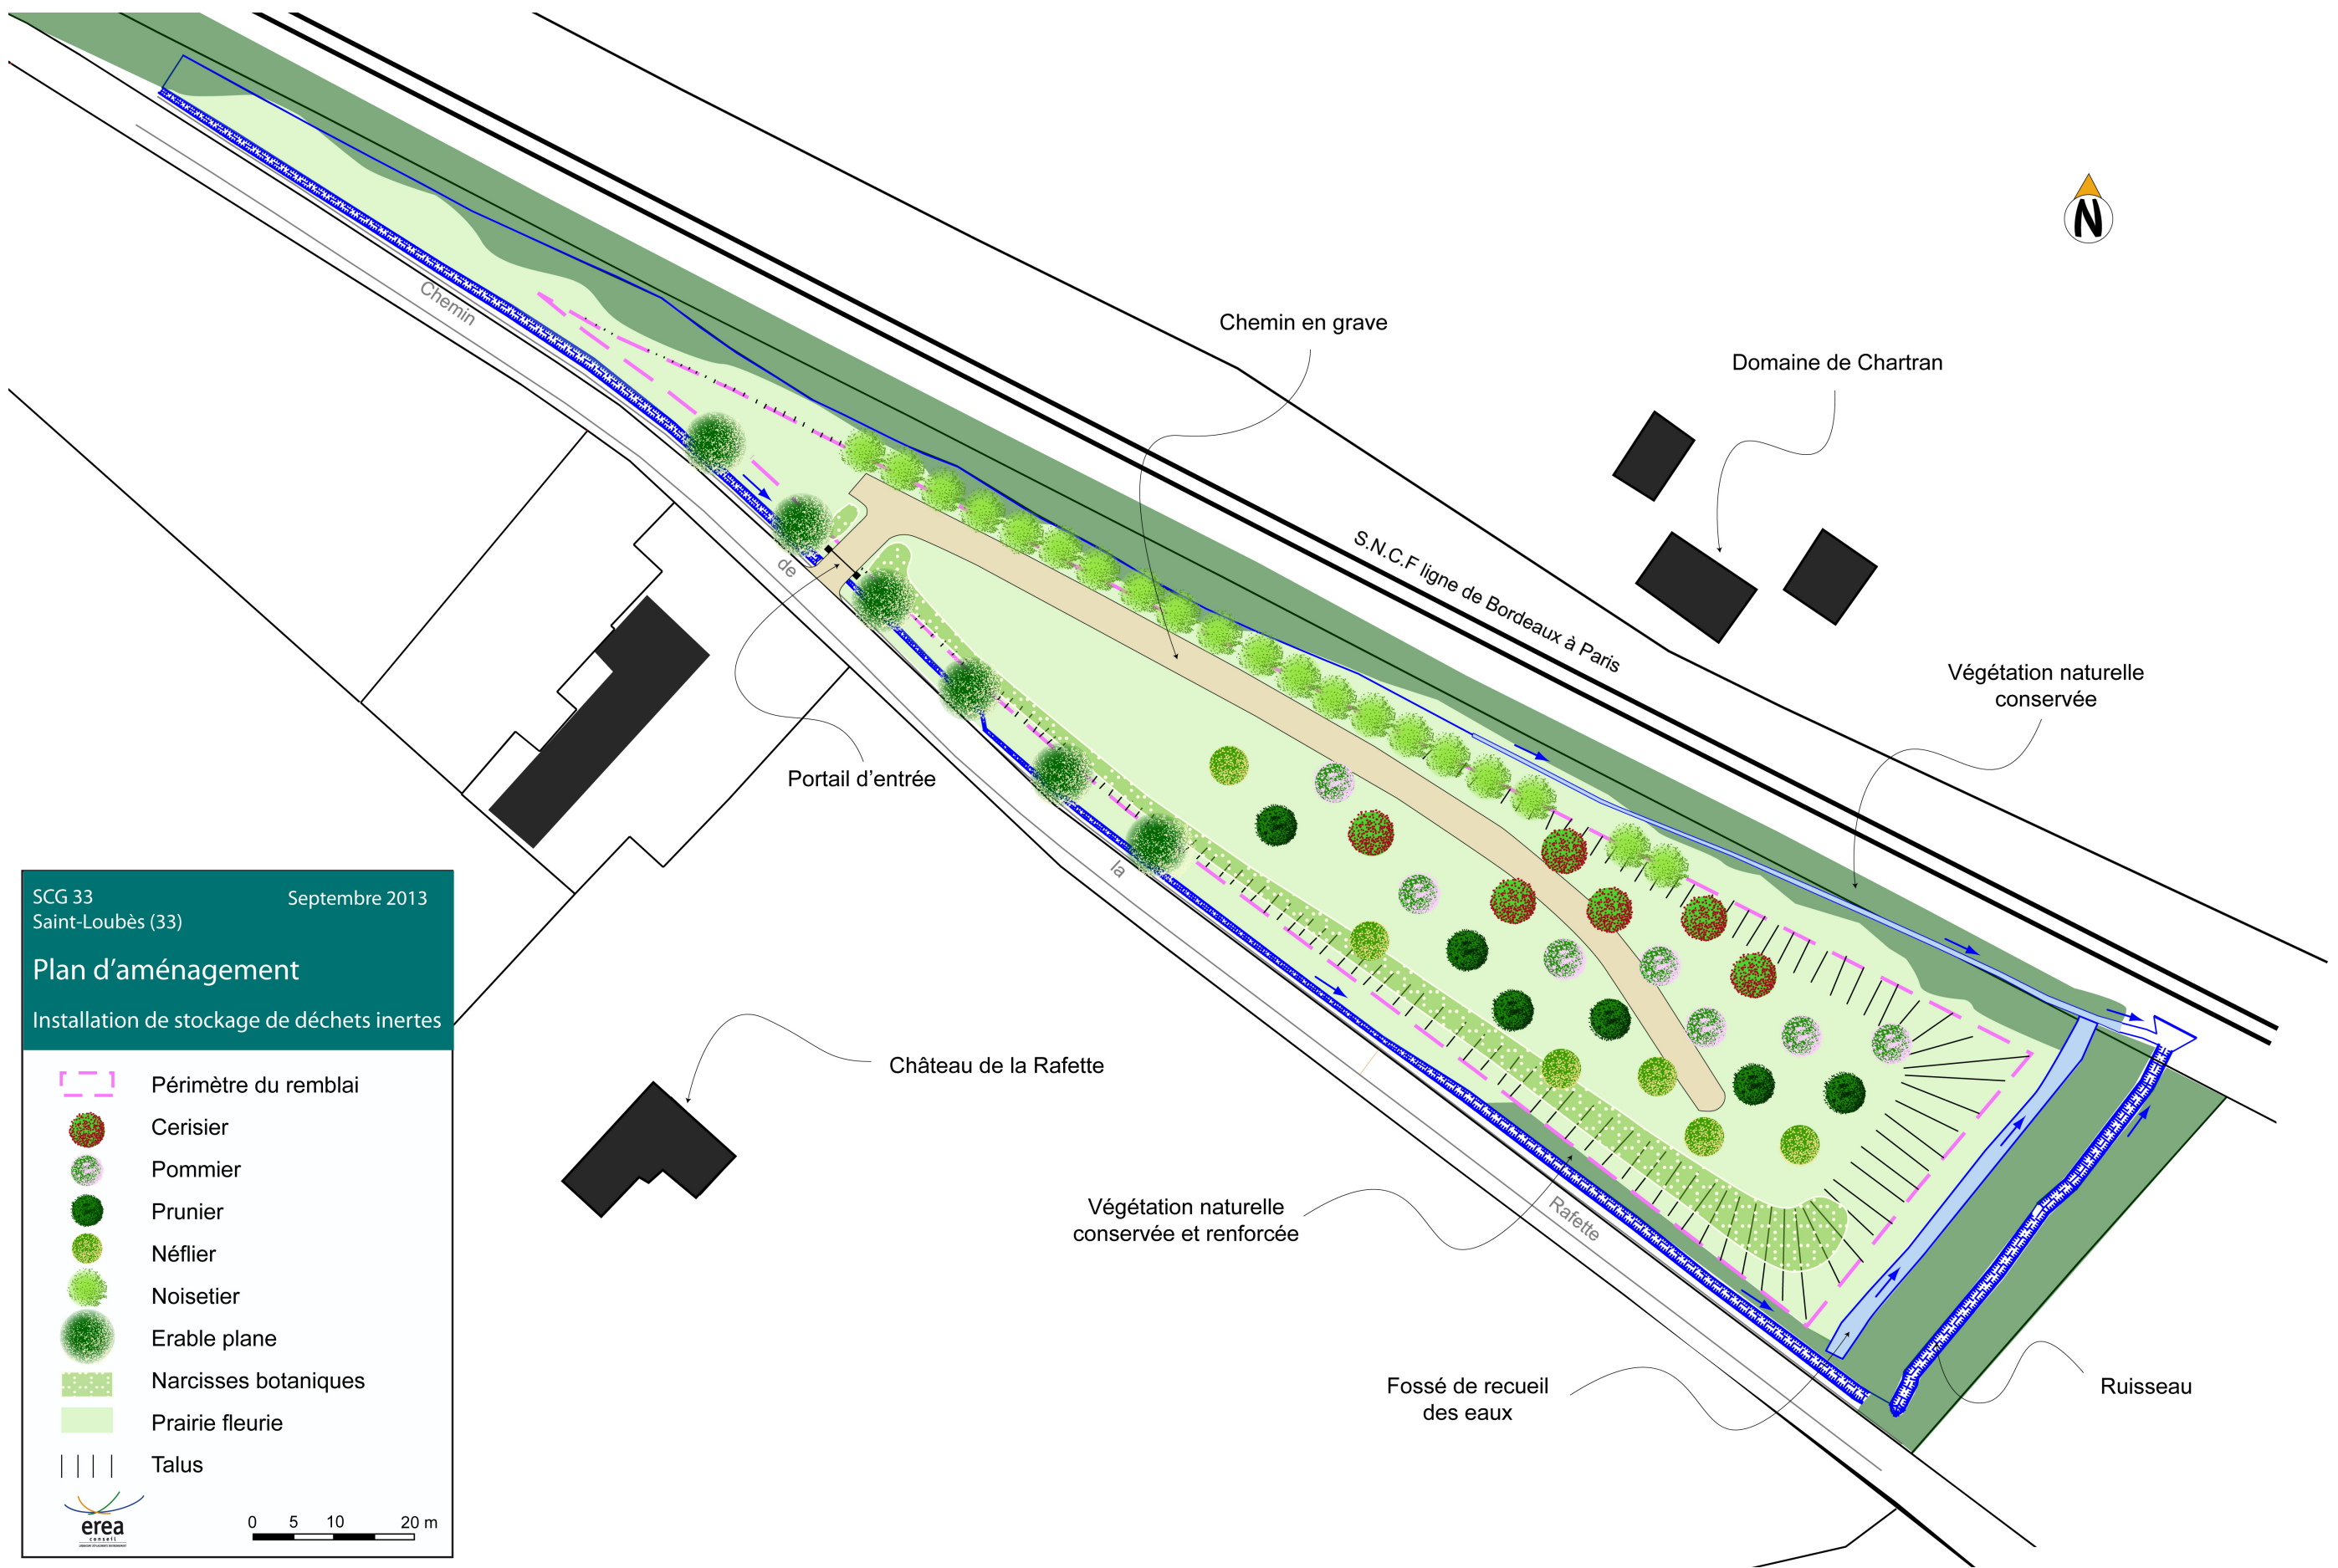 N
Chemin en grave
Domaine de Chartran
Chemin
de
la
Rafette
S.N.C.F ligne de Bordeaux à Paris
Végétation naturelle
conservée
Portail d'entrée
Château de la Rafette
Végétation naturelle
conservée et renforcée
Fossé de recueil
des eaux
Ruisseau
SCG 33
Septembre 2013
Saint-Loubès (33)
Plan d'aménagement
Installation de stockage de déchets inertes
Périmètre du remblai
Cerisier
Pommier
Prunier
Néflier
Noisetier
Erable plane
Narcisses botaniques
Prairie fleurie
Talus
erea
conseil
0 5 10 20 m